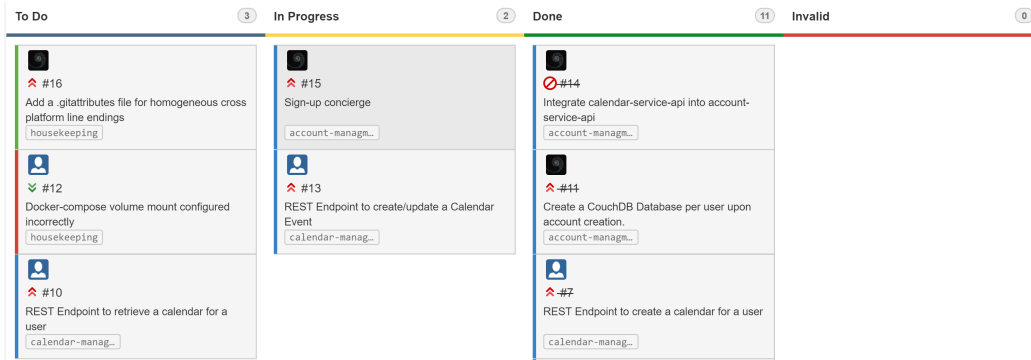 To Do 3
#16
Add a .gitattributes file for homogeneous cross
platform line endings
housekeeping
#12
Docker-compose volume mount configured
incorrectly
housekeeping
#10
REST Endpoint to retrieve a calendar for a
user
calendar-manag…
In Progress 2
#15
Sign-up concierge
account-managm…
#13
REST Endpoint to create/update a Calendar
Event
calendar-manag…
Done 11
#14
Integrate calendar-service-api into account-
service-api
account-managm…
#11
Create a CouchDB Database per user upon
account creation.
account-managm…
#7
REST Endpoint to create a calendar for a user
calendar-manag…
Invalid 0